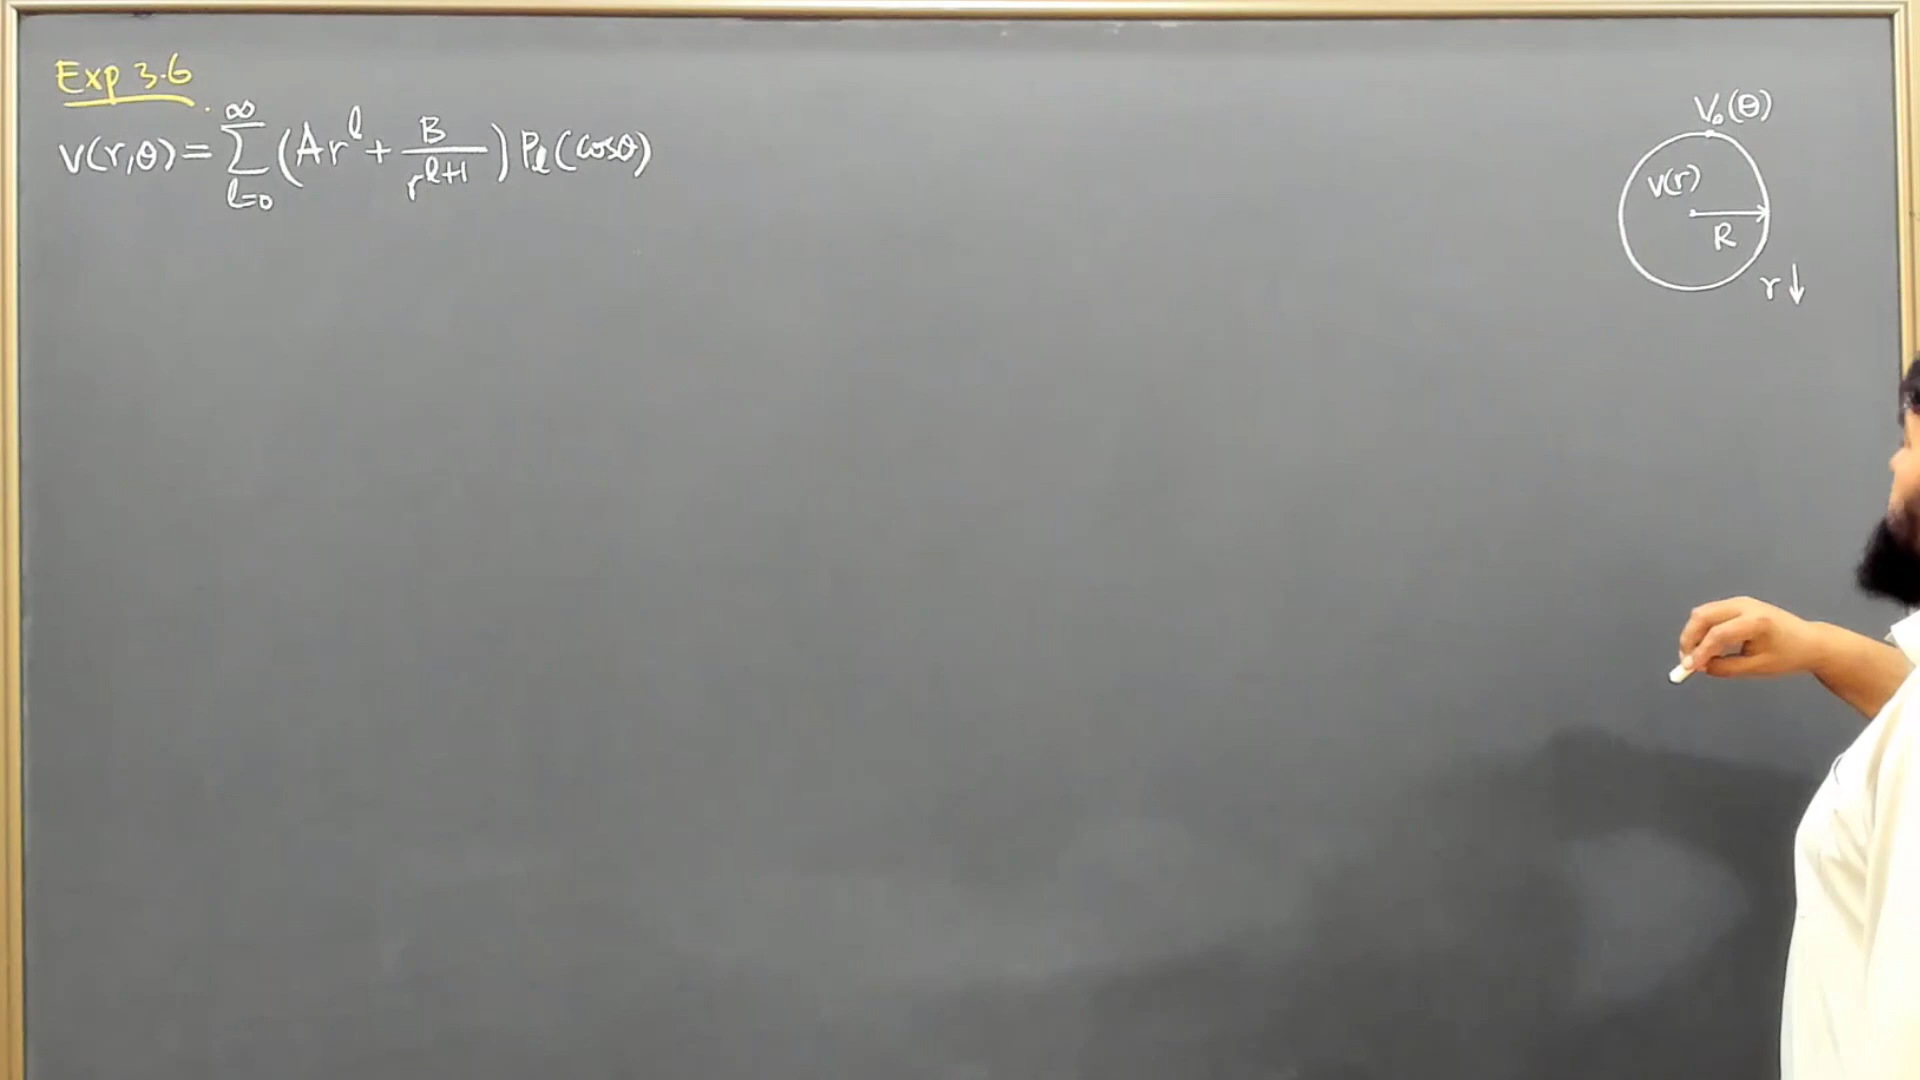 Exp 3.6
V(r,θ) = ∑_{l=0}^{∞} (A r^l + B/r^{l+1}) P_l(cosθ)
V₀(θ)
V(r)
R
r↓